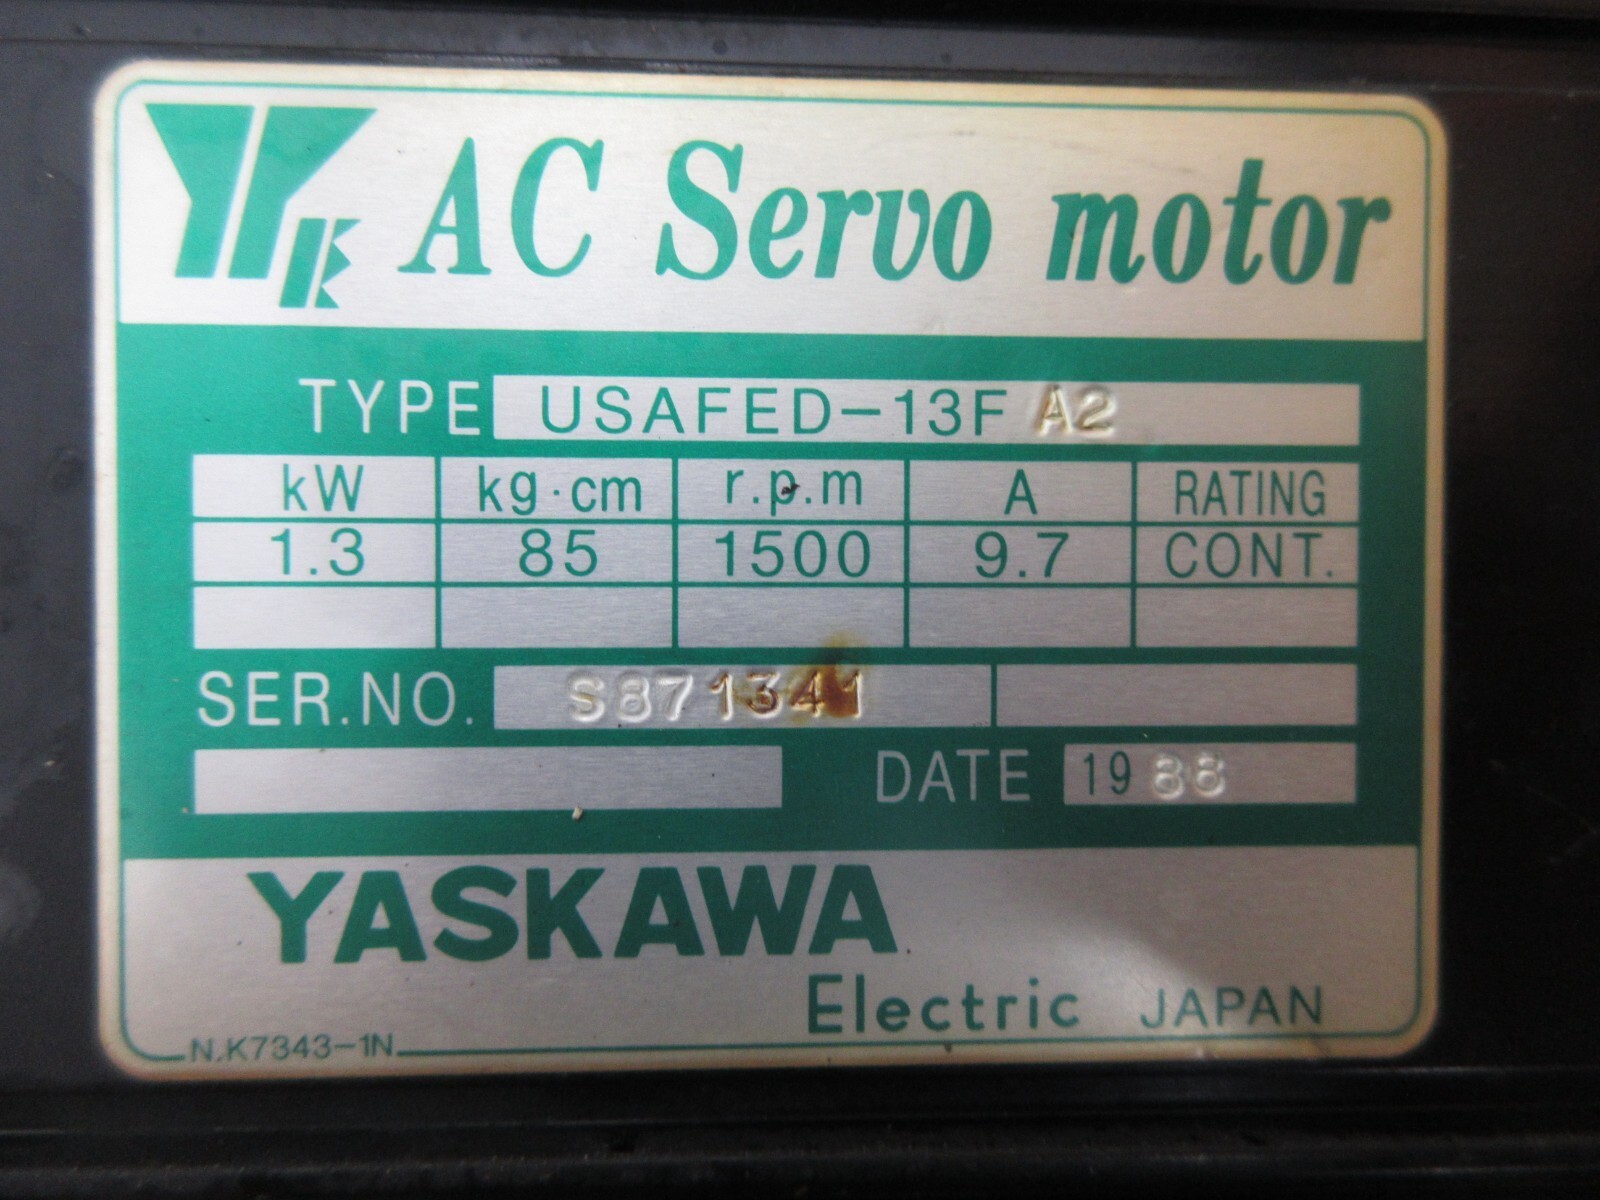 YK AC Servo motor
TYPE USAFED-13F A2
kW kg·cm r.p.m A RATING
1.3 85 1500 9.7 CONT.
SER.NO. S871341
DATE 1988
YASKAWA
Electric JAPAN
N.K7343-1N